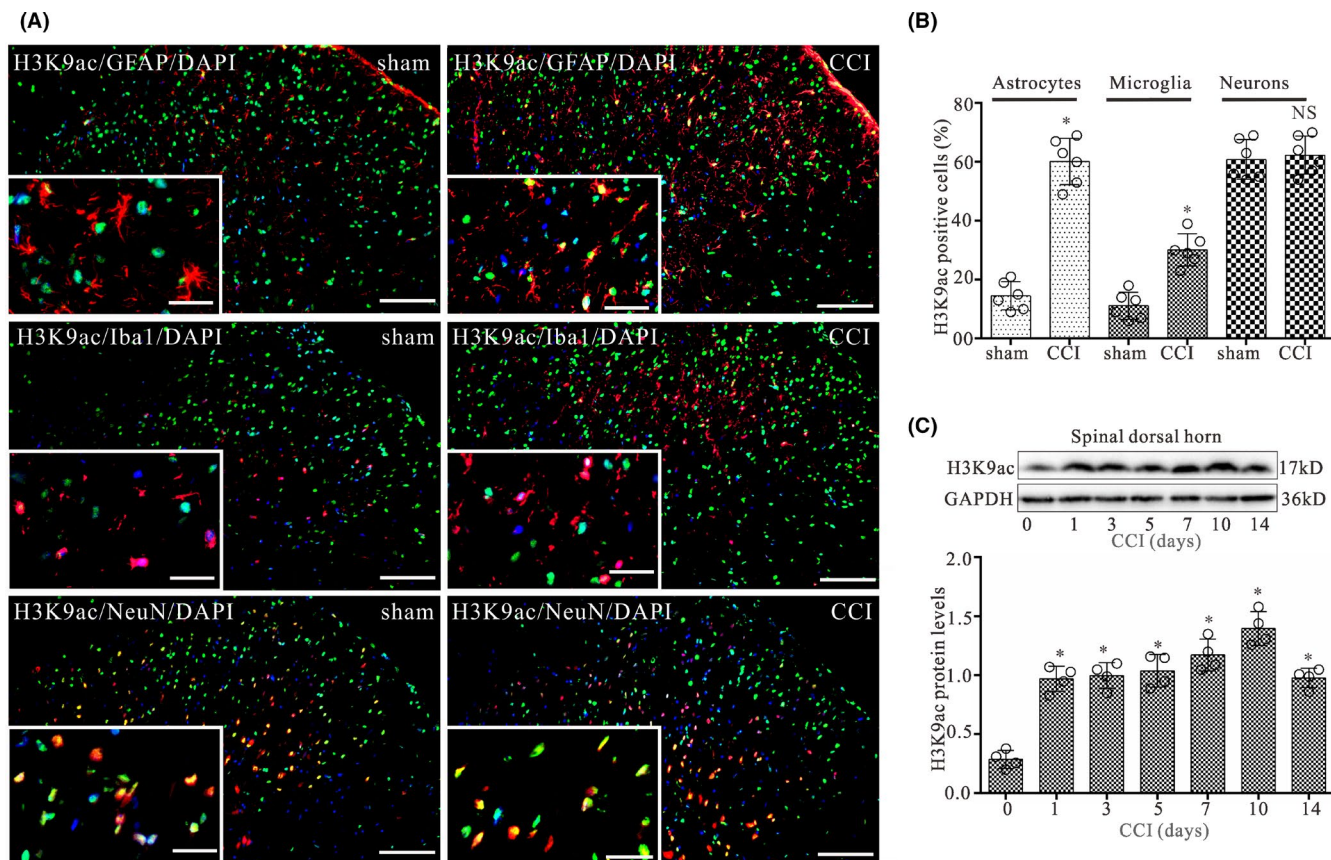 (A)
H3K9ac/GFAP/DAPI sham
H3K9ac/GFAP/DAPI CCI
H3K9ac/Iba1/DAPI sham
H3K9ac/Iba1/DAPI CCI
H3K9ac/NeuN/DAPI sham
H3K9ac/NeuN/DAPI CCI
(B)
Astrocytes Microglia Neurons
H3K9ac positive cells (%)
80
60
40
20
00
* * NS
sham CCI sham CCI sham CCI
(C)
Spinal dorsal horn
H3K9ac 17kD
GAPDH 36kD
0 1 3 5 7 10 14
CCI (days)
H3K9ac protein levels
2.0
1.5
1.0
0.5
0.0
* * * * * *
0 1 3 5 7 10 14
CCI (days)